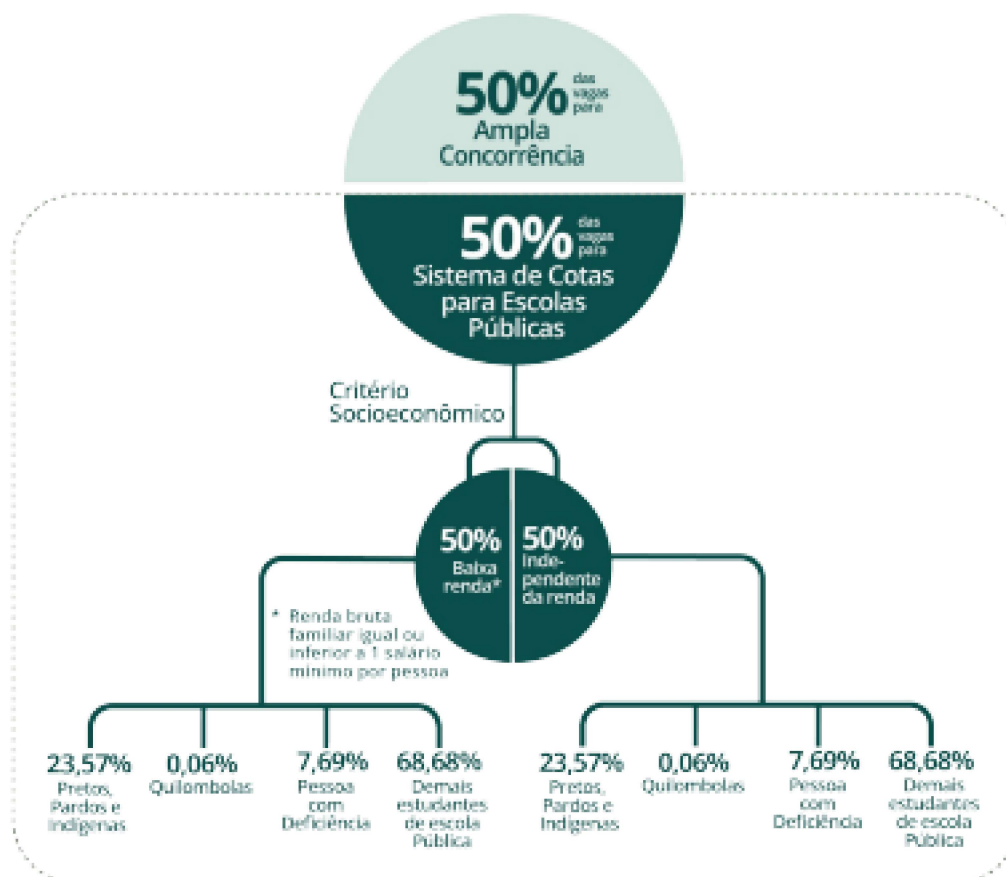 50% das
vagas
para
Ampla
Concorrência
50% das
vagas
para
Sistema de Cotas
para Escolas
Públicas
Critério
Socioeconômico
50%
Baixa
renda*
50%
Inde-
pendente
da renda
* Renda bruta
familiar igual ou
inferior a 1 salário
mínimo por pessoa
23,57%
Pretos,
Pardos e
Indígenas
0,06%
Quilombolas
7,69%
Pessoa
com
Deficiência
68,68%
Demais
estudantes
de escola
Pública
23,57%
Pretos,
Pardos e
Indígenas
0,06%
Quilombolas
7,69%
Pessoa
com
Deficiência
68,68%
Demais
estudantes
de escola
Pública